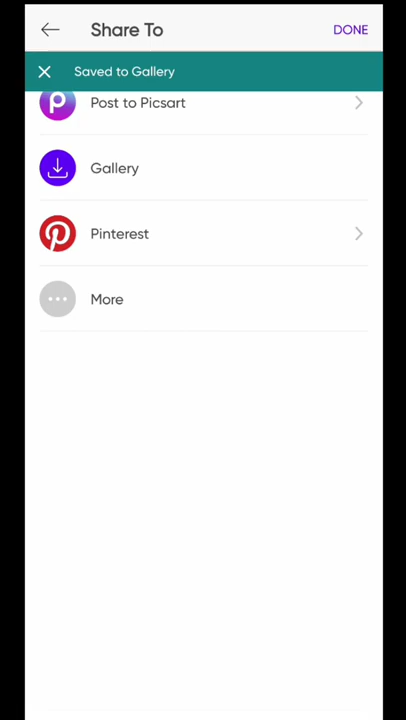 Share To
DONE
Saved to Gallery
Post to Picsart
Gallery
Pinterest
More